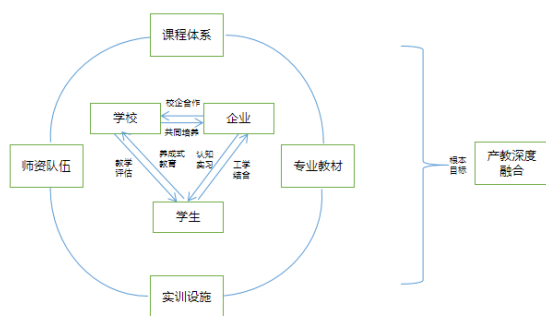 课程体系
校企合作
学校
企业
共同培养
师资队伍
养成式
教育
认知
实习
教学
评估
工学
结合
专业教材
根本
目标
产教深度
融合
学生
实训设施